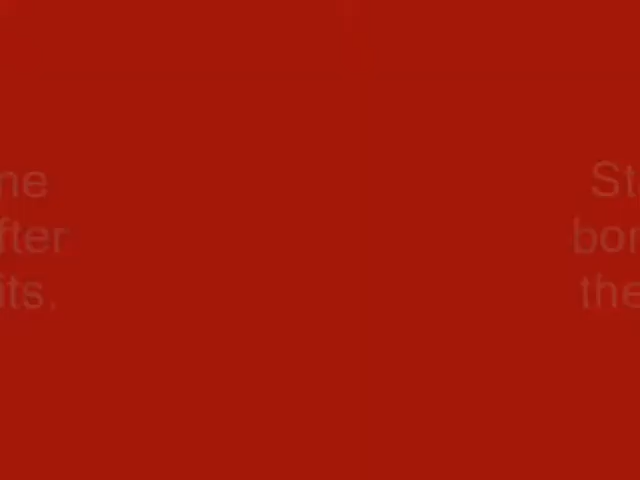 ne
fter
its.
St
bor
the